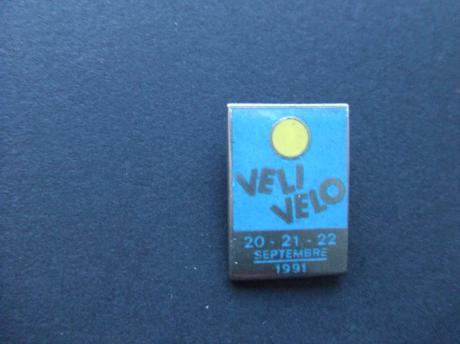 VELI
VELO
20 - 21 - 22
SEPTEMBRE
1991